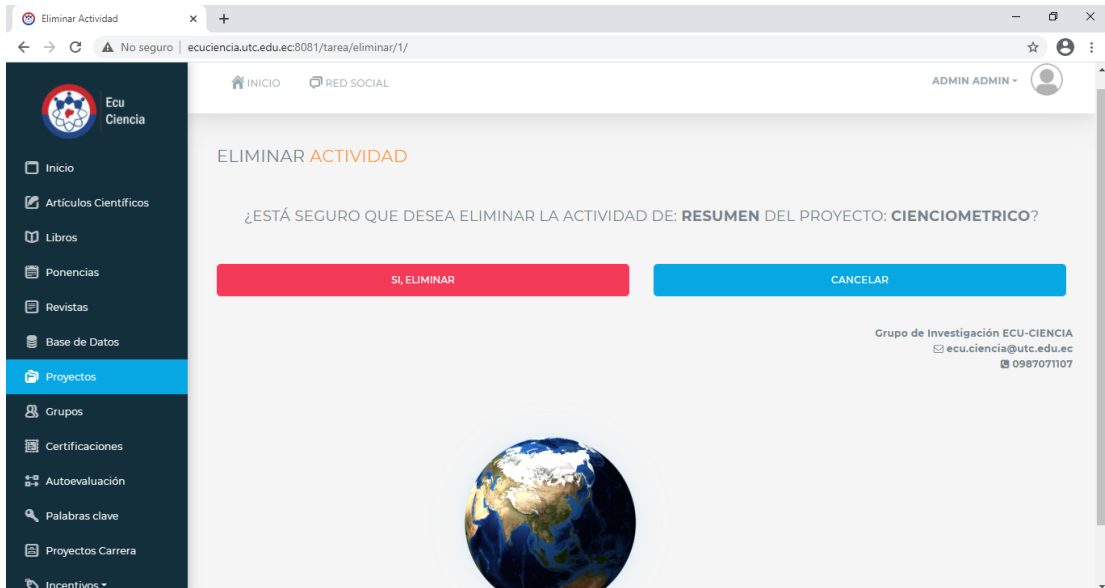 Eliminar Actividad
No seguro | ecuciencia.utc.edu.ec:8081/tarea/eliminar/1/
Ecu
Ciencia
INICIO
RED SOCIAL
ADMIN ADMIN
Inicio
Artículos Científicos
Libros
Ponencias
Revistas
Base de Datos
Proyectos
Grupos
Certificaciones
Autoevaluación
Palabras clave
Proyectos Carrera
Incentivos
ELIMINAR ACTIVIDAD
¿ESTÁ SEGURO QUE DESEA ELIMINAR LA ACTIVIDAD DE: RESUMEN DEL PROYECTO: CIENCIOMETRICO?
SI, ELIMINAR
CANCELAR
Grupo de Investigación ECU-CIENCIA
ecu.ciencia@utc.edu.ec
0987071107